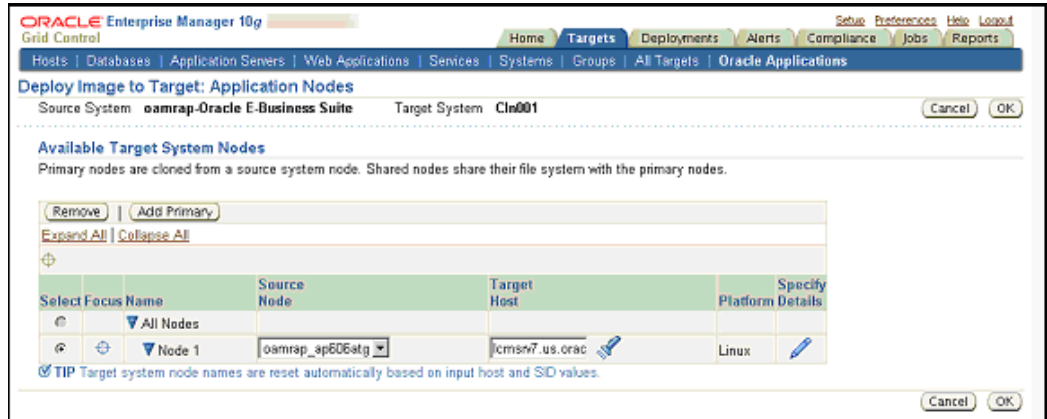 ORACLE Enterprise Manager 10g
Grid Control
Setup Preferences Help Logout
Home Targets Deployments Alerts Compliance Jobs Reports
Hosts | Databases | Application Servers | Web Applications | Services | Systems | Groups | All Targets | Oracle Applications
Deploy Image to Target: Application Nodes
Source System oamrap-Oracle E-Business Suite Target System Cln001
Cancel OK
Available Target System Nodes
Primary nodes are cloned from a source system node. Shared nodes share their file system with the primary nodes.
Remove | Add Primary
Expand All | Collapse All
Select Focus Name Source Node Target Host Platform Specify Details
All Nodes
Node 1 oamrap_ap606atg cmsrv7.us.orac Linux
TIP Target system node names are reset automatically based on input host and SID values.
Cancel OK